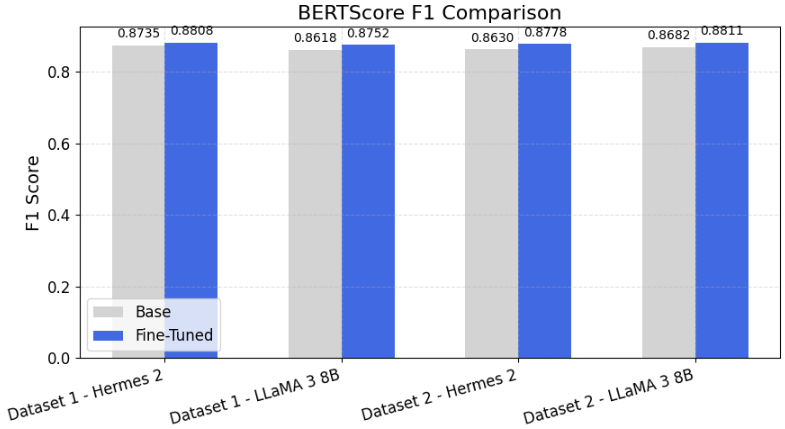 BERTScore F1 Comparison
0.8735 0.8808 0.8618 0.8752 0.8630 0.8778 0.8682 0.8811
F1 Score
0.8
0.6
0.4
0.2
0.0
Base
Fine-Tuned
Dataset 1 - Hermes 2
Dataset 1 - LLaMA 3 8B
Dataset 2 - Hermes 2
Dataset 2 - LLaMA 3 8B